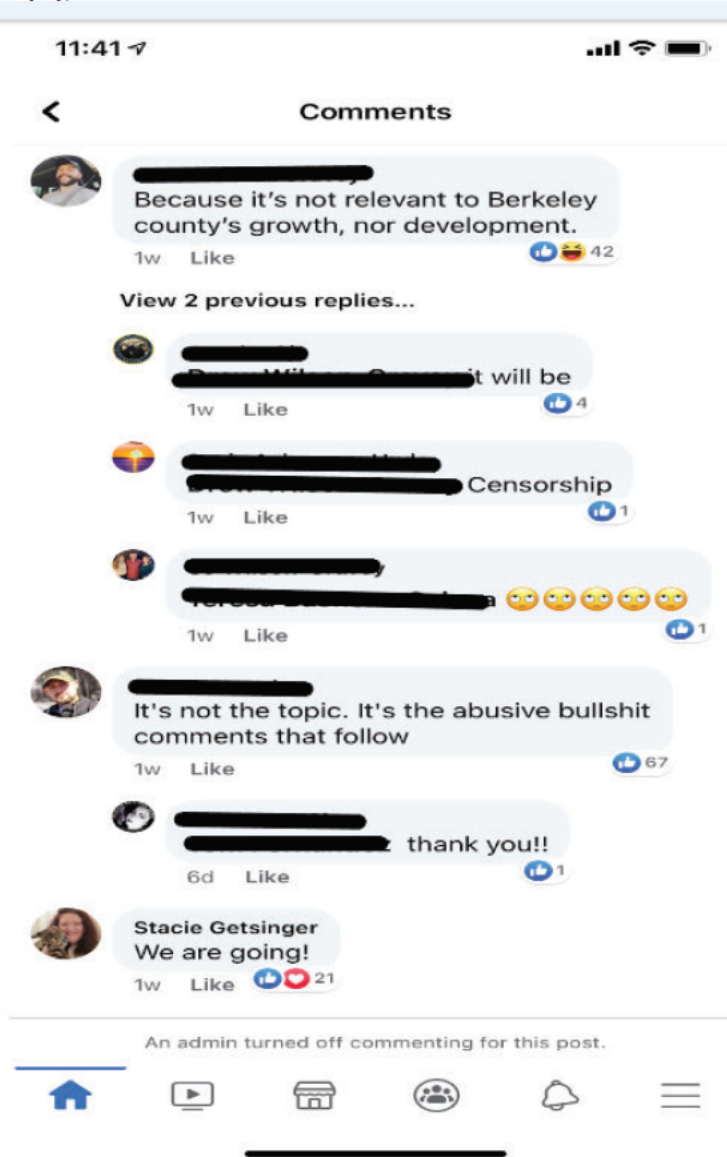 11:41
Comments
Because it's not relevant to Berkeley
county's growth, nor development.
1w Like
42
View 2 previous replies...
it will be
1w Like
4
Censorship
1w Like
1
🙄🙄🙄🙄🙄
1w Like
1
It's not the topic. It's the abusive bullshit
comments that follow
1w Like
67
thank you!!
6d Like
1
Stacie Getsinger
We are going!
1w Like 21
An admin turned off commenting for this post.